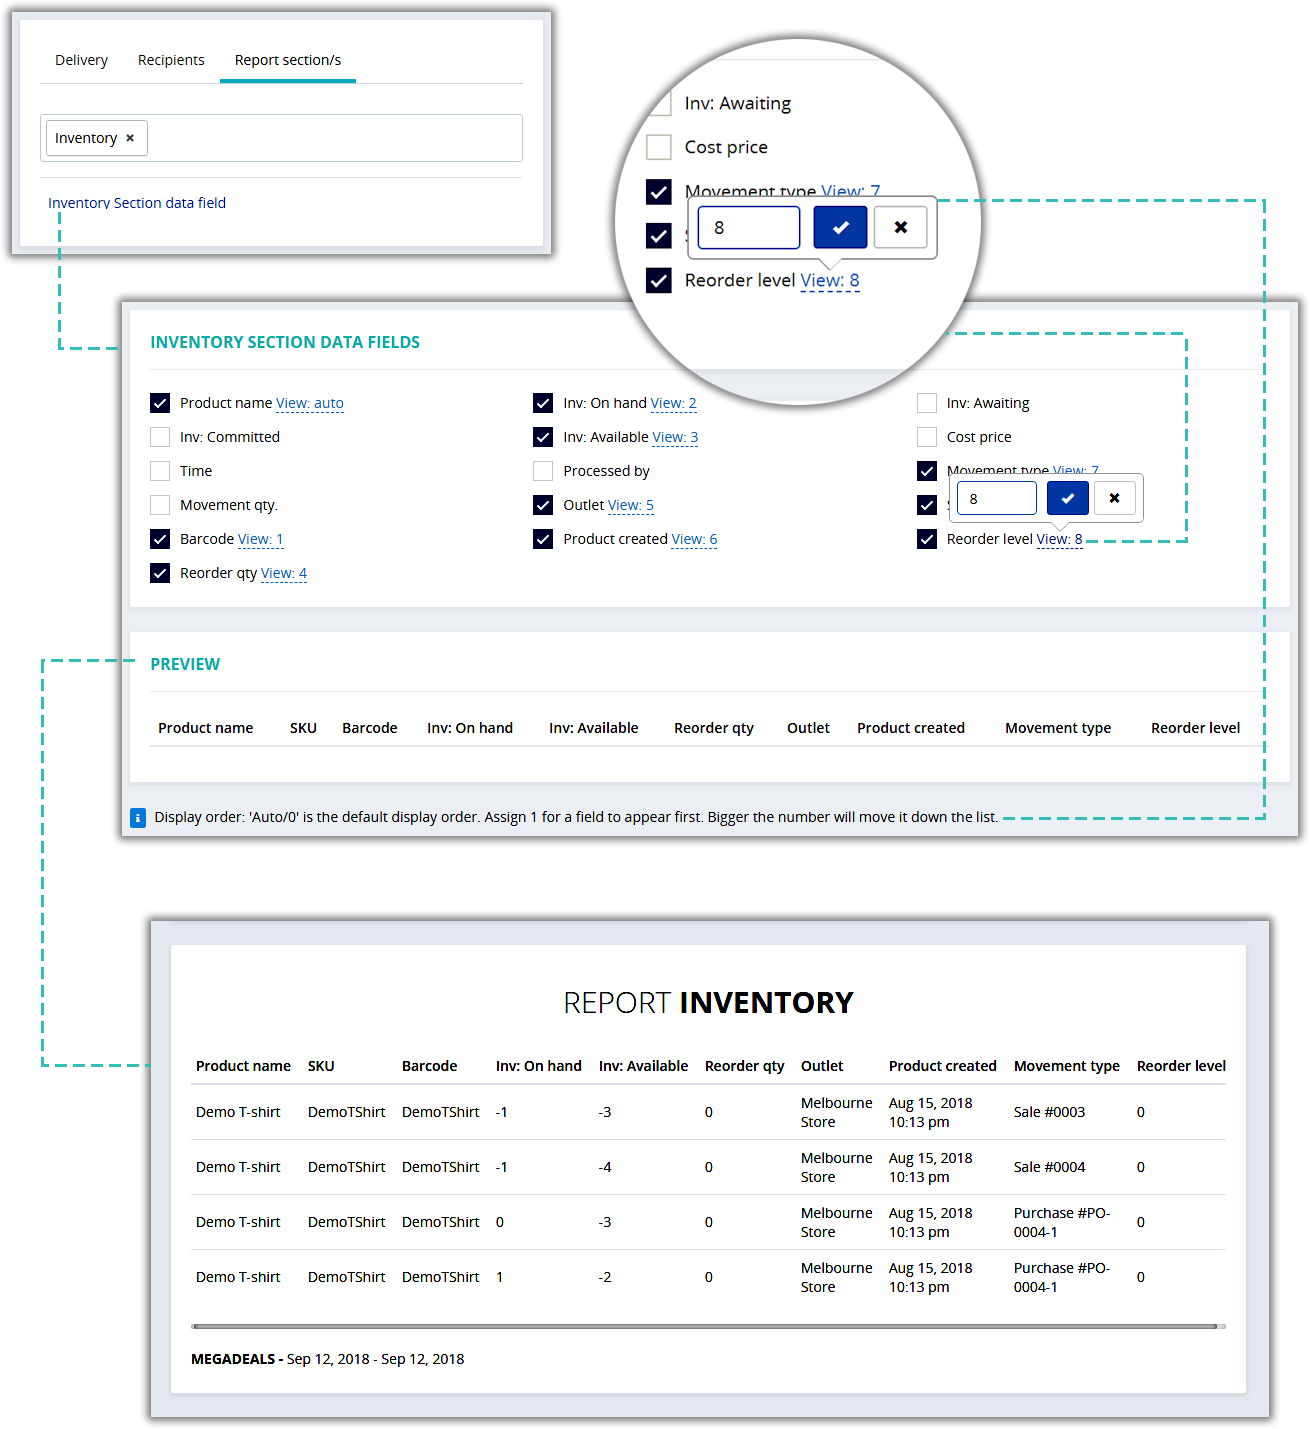 Delivery Recipients Report section/s
Inventory ×
Inventory Section data field
Inv: Awaiting
Cost price
Movement type View: 7
8
Reorder level View: 8
INVENTORY SECTION DATA FIELDS
Product name View: auto Inv: On hand View: 2 Inv: Awaiting
Inv: Committed Inv: Available View: 3 Cost price
Time Processed by Movement type View: 7
8
Movement qty. Outlet View: 5
Barcode View: 1 Product created View: 6 Reorder level View: 8
Reorder qty View: 4
PREVIEW
Product name SKU Barcode Inv: On hand Inv: Available Reorder qty Outlet Product created Movement type Reorder level
Display order: 'Auto/0' is the default display order. Assign 1 for a field to appear first. Bigger the number will move it down the list.
REPORT INVENTORY
Product name SKU Barcode Inv: On hand Inv: Available Reorder qty Outlet Product created Movement type Reorder level
Demo T-shirt DemoTShirt DemoTShirt -1 -3 0 Melbourne Store Aug 15, 2018 10:13 pm Sale #0003 0
Demo T-shirt DemoTShirt DemoTShirt -1 -4 0 Melbourne Store Aug 15, 2018 10:13 pm Sale #0004 0
Demo T-shirt DemoTShirt DemoTShirt 0 -3 0 Melbourne Store Aug 15, 2018 10:13 pm Purchase #PO-0004-1 0
Demo T-shirt DemoTShirt DemoTShirt 1 -2 0 Melbourne Store Aug 15, 2018 10:13 pm Purchase #PO-0004-1 0
MEGADEALS - Sep 12, 2018 - Sep 12, 2018